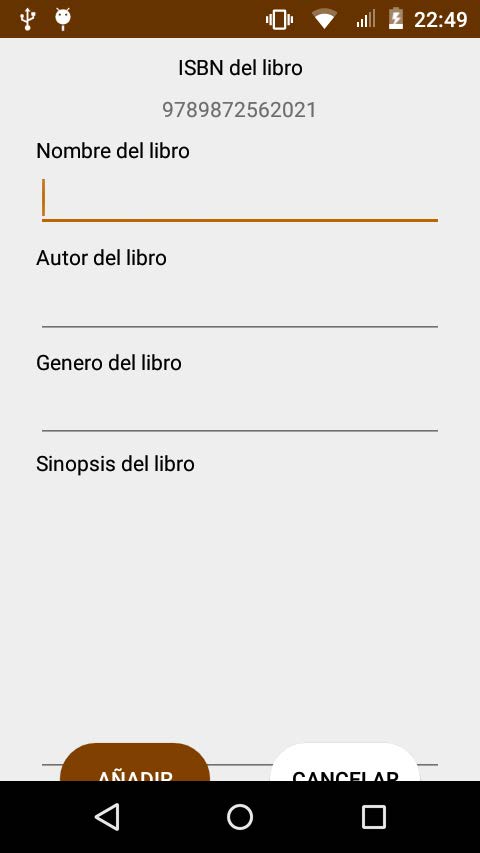 22:49
ISBN del libro
9789872562021
Nombre del libro
Autor del libro
Genero del libro
Sinopsis del libro
AÑADIR
CANCELAR